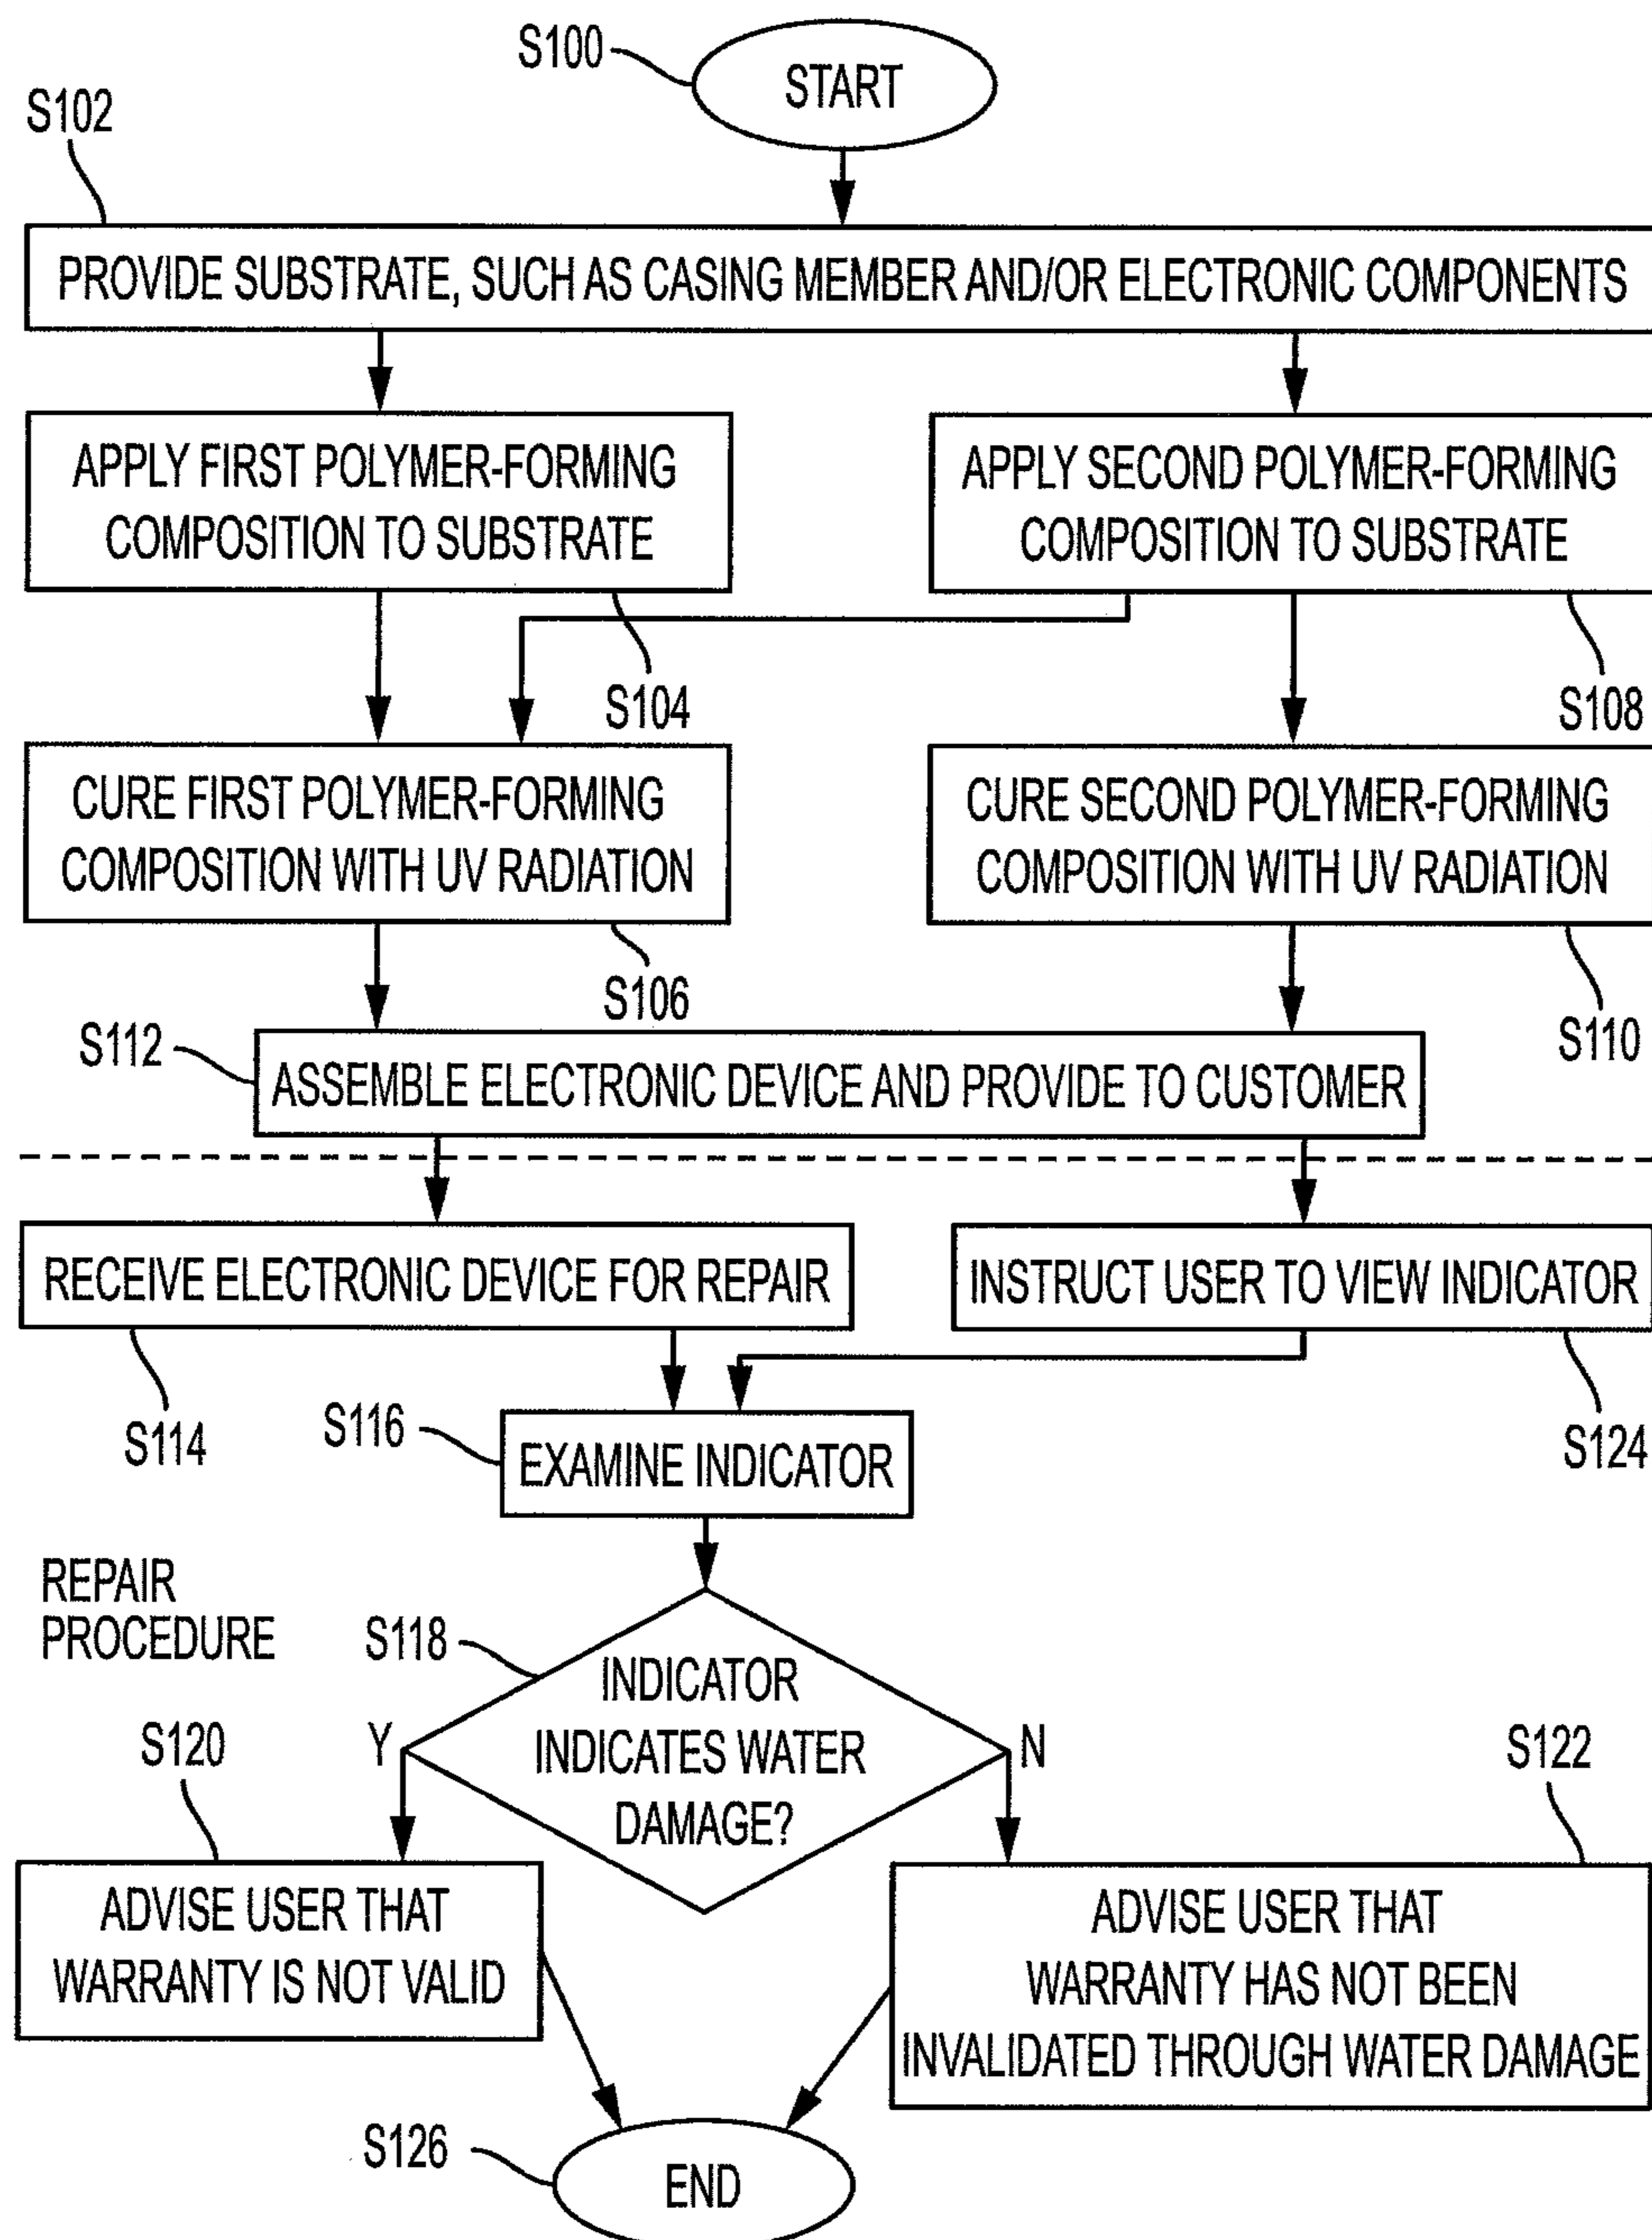 S100
START
S102
PROVIDE SUBSTRATE, SUCH AS CASING MEMBER AND/OR ELECTRONIC COMPONENTS
APPLY FIRST POLYMER-FORMING
COMPOSITION TO SUBSTRATE
S104
APPLY SECOND POLYMER-FORMING
COMPOSITION TO SUBSTRATE
S108
CURE FIRST POLYMER-FORMING
COMPOSITION WITH UV RADIATION
S106
CURE SECOND POLYMER-FORMING
COMPOSITION WITH UV RADIATION
S110
S112
ASSEMBLE ELECTRONIC DEVICE AND PROVIDE TO CUSTOMER
RECEIVE ELECTRONIC DEVICE FOR REPAIR
S114
INSTRUCT USER TO VIEW INDICATOR
S124
S116
EXAMINE INDICATOR
REPAIR
PROCEDURE
S118
INDICATOR
INDICATES WATER
DAMAGE?
Y
N
S120
ADVISE USER THAT
WARRANTY IS NOT VALID
S122
ADVISE USER THAT
WARRANTY HAS NOT BEEN
INVALIDATED THROUGH WATER DAMAGE
S126
END